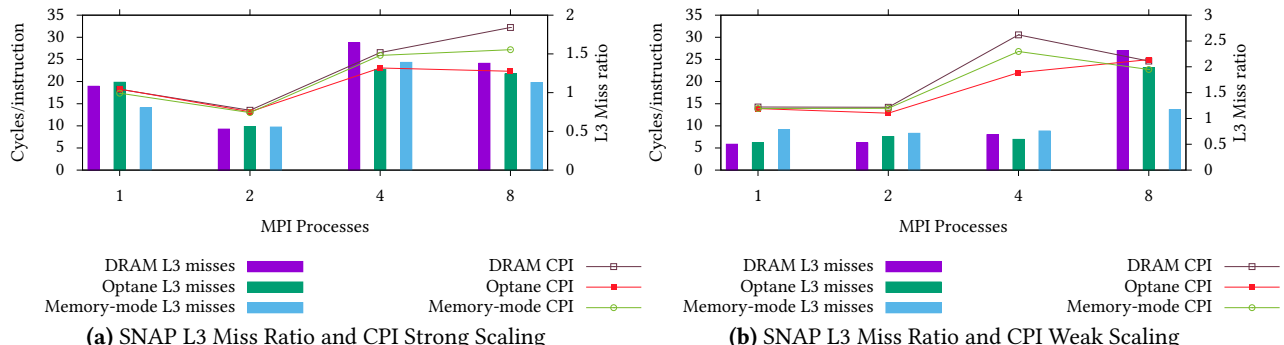 35
30
25
20
15
10
5
0
Cycles/instruction
2
1.5
1
0.5
0
L3 Miss ratio
1 2 4 8
MPI Processes
DRAM L3 misses
Optane L3 misses
Memory-mode L3 misses
DRAM CPI
Optane CPI
Memory-mode CPI
(a) SNAP L3 Miss Ratio and CPI Strong Scaling
35
30
25
20
15
10
5
0
Cycles/instruction
3
2.5
2
1.5
1
0.5
0
L3 Miss ratio
1 2 4 8
MPI Processes
DRAM L3 misses
Optane L3 misses
Memory-mode L3 misses
DRAM CPI
Optane CPI
Memory-mode CPI
(b) SNAP L3 Miss Ratio and CPI Weak Scaling